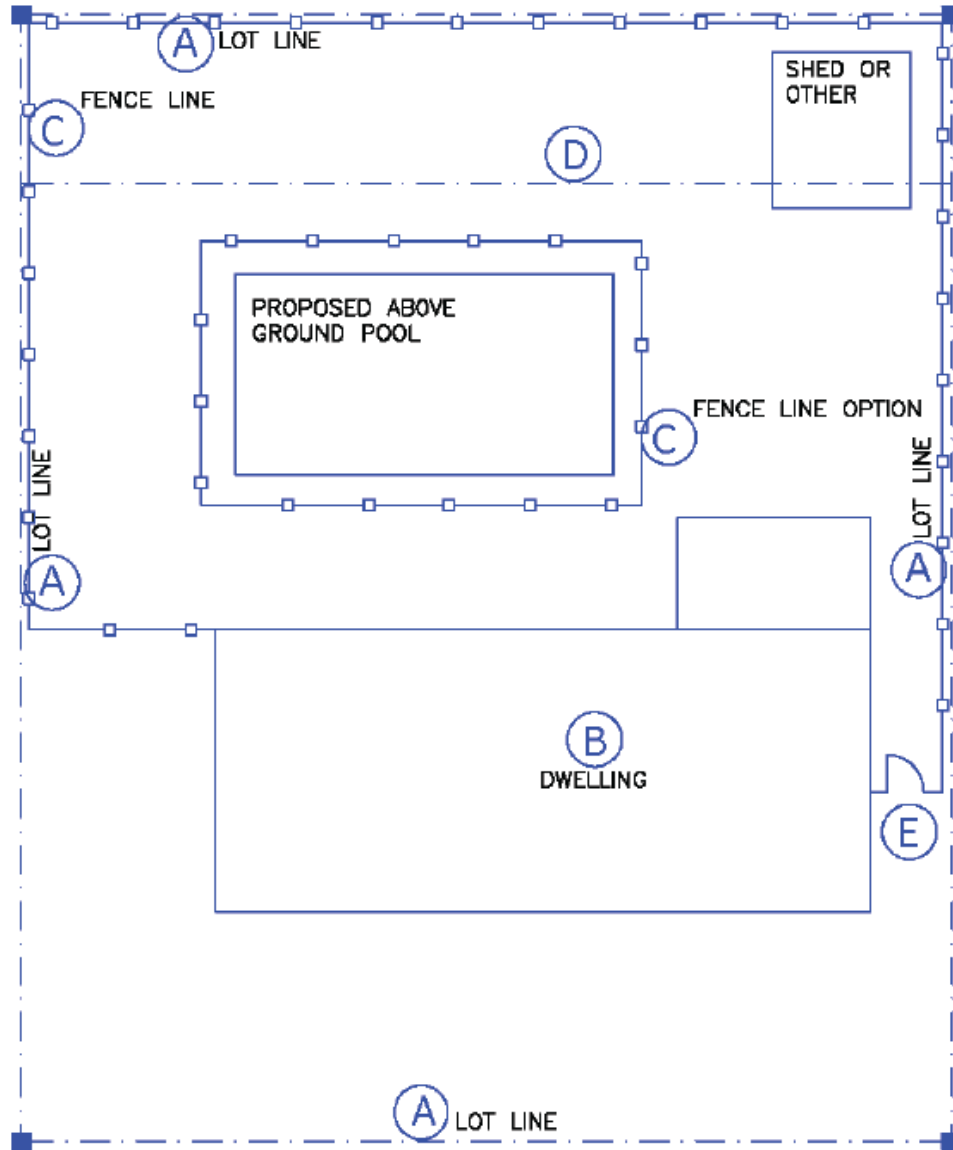 A LOT LINE
SHED OR
OTHER
C FENCE LINE
D
PROPOSED ABOVE
GROUND POOL
C FENCE LINE OPTION
LOT LINE
A
LOT LINE
A
B
DWELLING
E
A LOT LINE